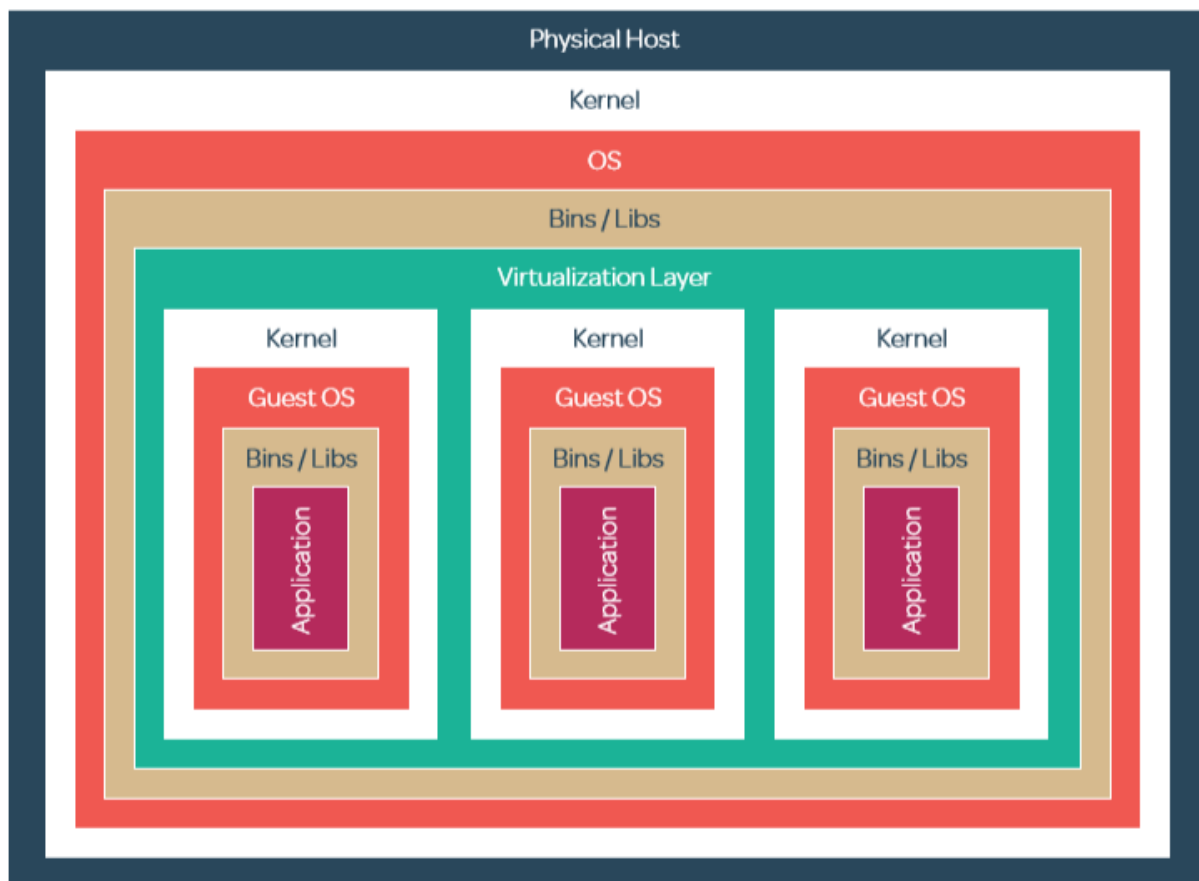 Physical Host
Kernel
OS
Bins / Libs
Virtualization Layer
Kernel
Kernel
Kernel
Guest OS
Guest OS
Guest OS
Bins / Libs
Bins / Libs
Bins / Libs
Application
Application
Application